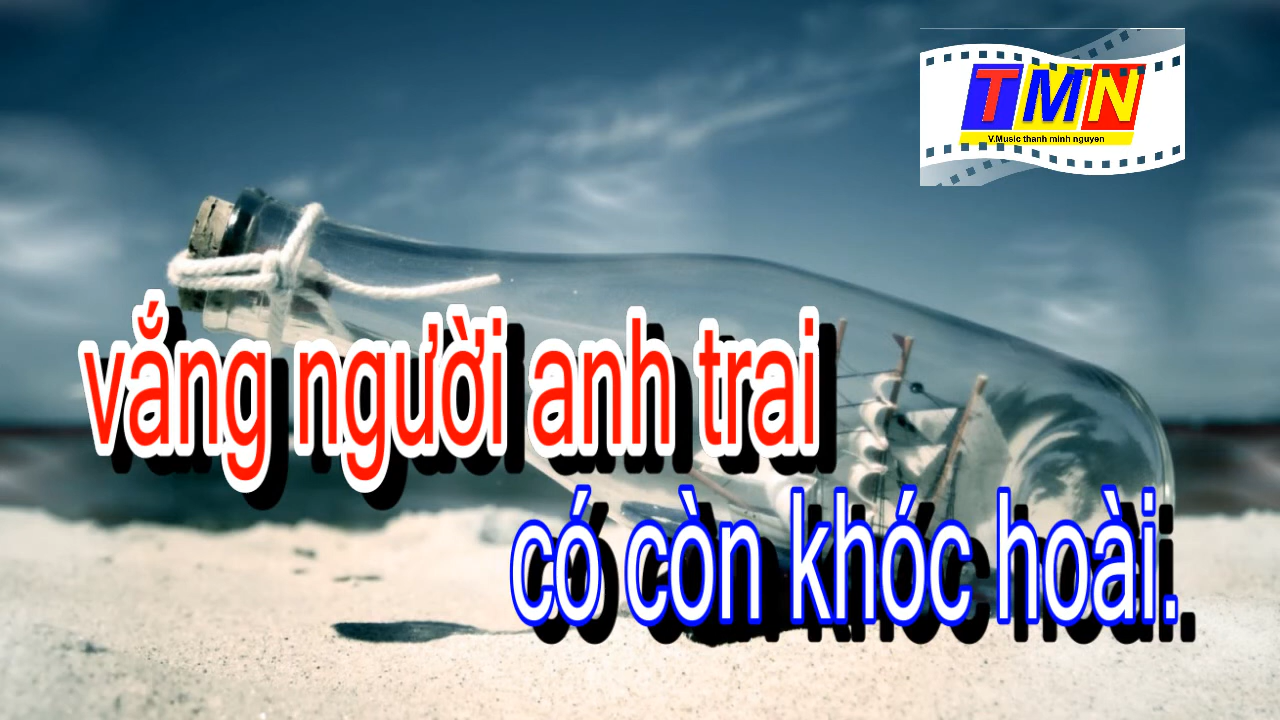 TMN
V.Music thanh minh nguyen
vắng người anh trai
có còn khóc hoài.